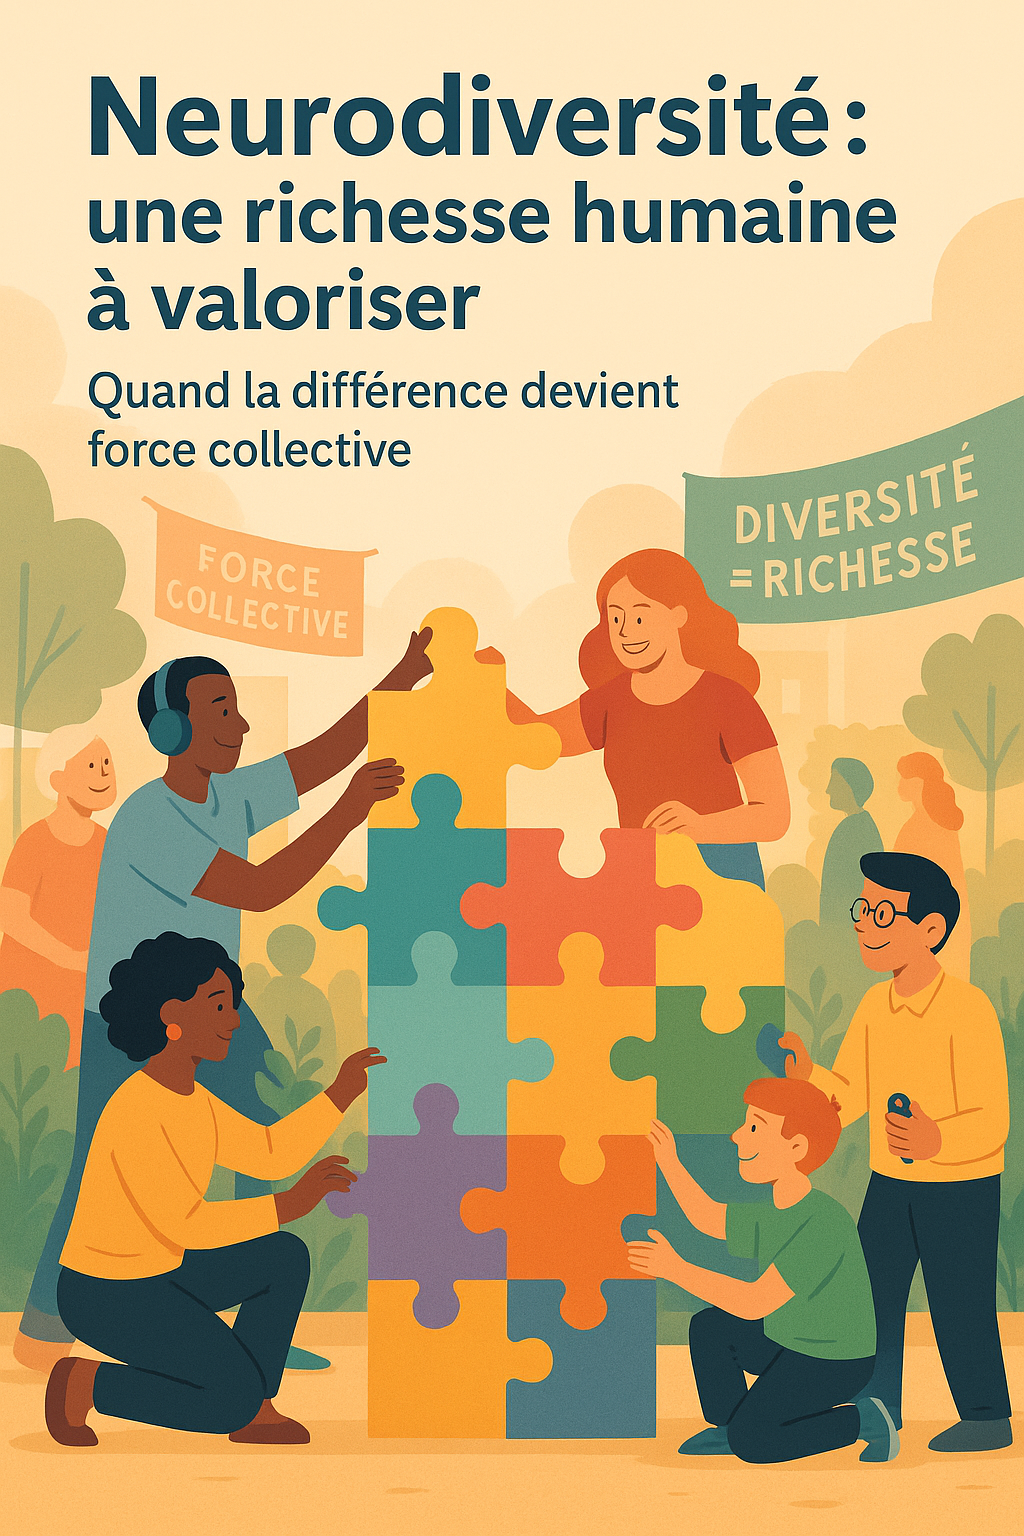 Neurodiversité :
une richesse humaine
à valoriser
Quand la différence devient
force collective
FORCE
COLLECTIVE
DIVERSITÉ
= RICHESSE